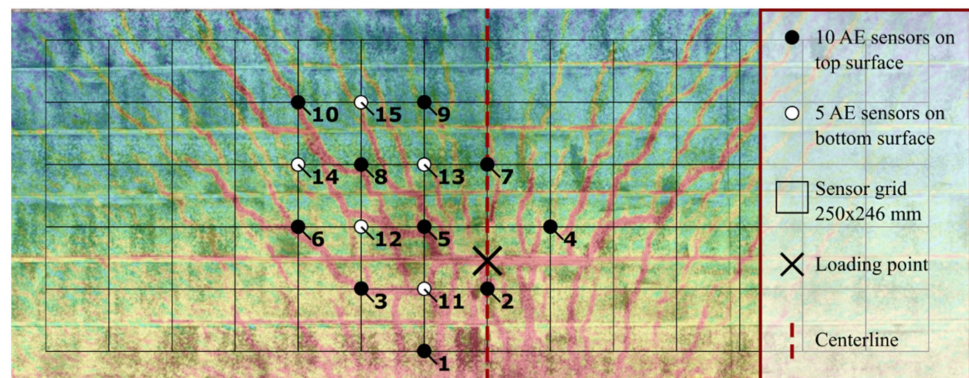 10 AE sensors on
top surface
5 AE sensors on
bottom surface
Sensor grid
250x246 mm
Loading point
Centerline
10
15
9
14
8
13
7
6
12
5
4
3
11
2
1